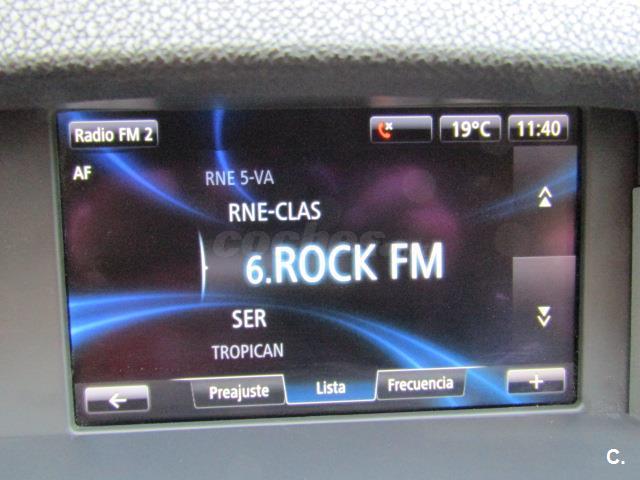 Radio FM 2
19°C
11:40
AF
RNE 5-VA
RNE-CLAS
6.ROCK FM
SER
TROPICAN
Preajuste
Lista
Frecuencia
+
coches
C.